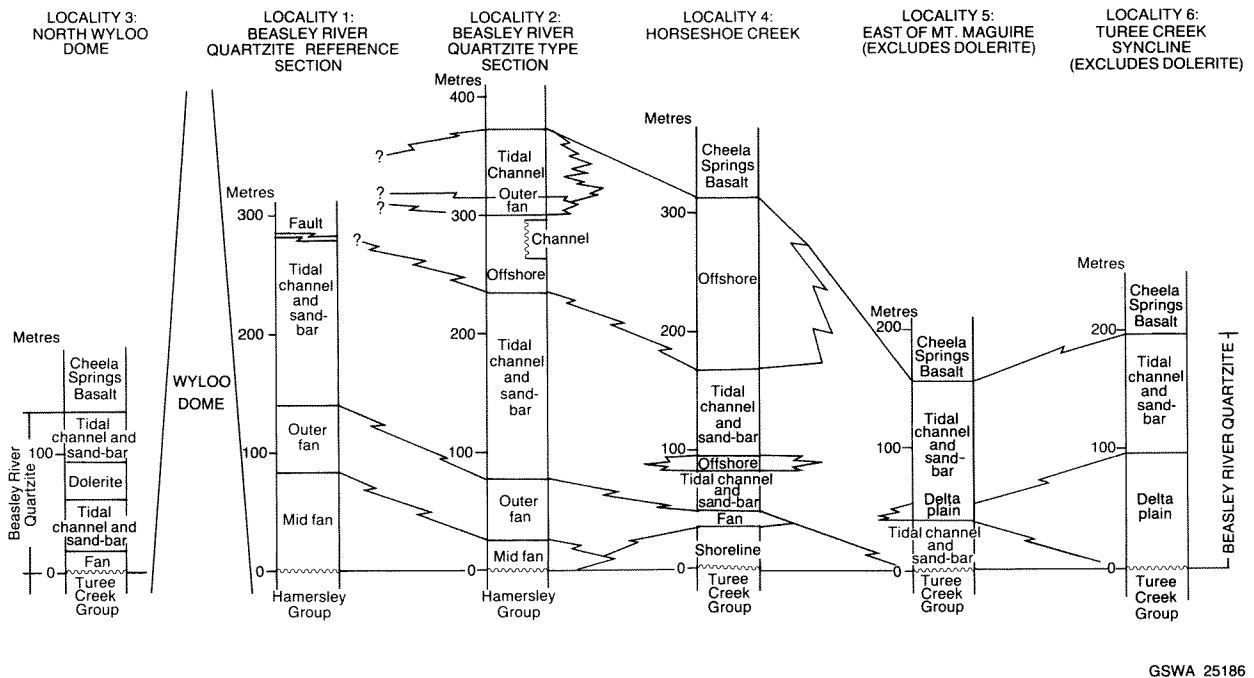 LOCALITY 3:
NORTH WYLOO
DOME
LOCALITY 1:
BEASLEY RIVER
QUARTZITE REFERENCE
SECTION
LOCALITY 2:
BEASLEY RIVER
QUARTZITE TYPE
SECTION
LOCALITY 4:
HORSESHOE CREEK
LOCALITY 5:
EAST OF MT. MAGUIRE
(EXCLUDES DOLERITE)
LOCALITY 6:
TUREE CREEK
SYNCLINE
(EXCLUDES DOLERITE)
Metres
Cheela
Springs
Basalt
Tidal
channel and
sand-bar
100
Dolerite
Tidal
channel and
sand-bar
Fan
0
Turee
Creek
Group
Beasley River
Quartzite
WYLOO
DOME
Metres
300
Fault
Tidal
channel
and
sand-
bar
200
Outer
fan
100
Mid fan
0
Hamersley
Group
?
?
?
?
Metres
400
Tidal
Channel
Outer
fan
300
Channel
Offshore
200
Tidal
channel
and
sand-
bar
100
Outer
fan
Mid fan
0
Hamersley
Group
Metres
Cheela
Springs
Basalt
300
Offshore
200
Tidal
channel
and
sand-bar
100
Offshore
Tidal channel
and
sand-bar
Fan
Shoreline
0
Turee
Creek
Group
Metres
200
Cheela
Springs
Basalt
Tidal
channel
and
sand-
bar
100
Delta
plain
Tidal channel
and
sand-bar
0
Turee
Creek
Group
Metres
Cheela
Springs
Basalt
200
Tidal
channel
and
sand-
bar
100
Delta
plain
0
Turee
Creek
Group
BEASLEY RIVER QUARTZITE
GSWA 25186